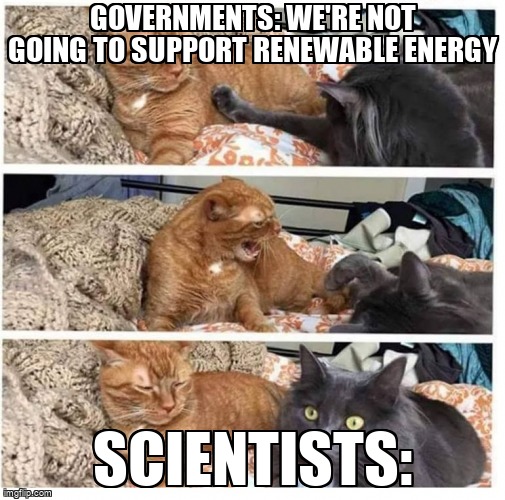 GOVERNMENTS: WE'RE NOT
GOING TO SUPPORT RENEWABLE ENERGY
SCIENTISTS:
imgflip.com